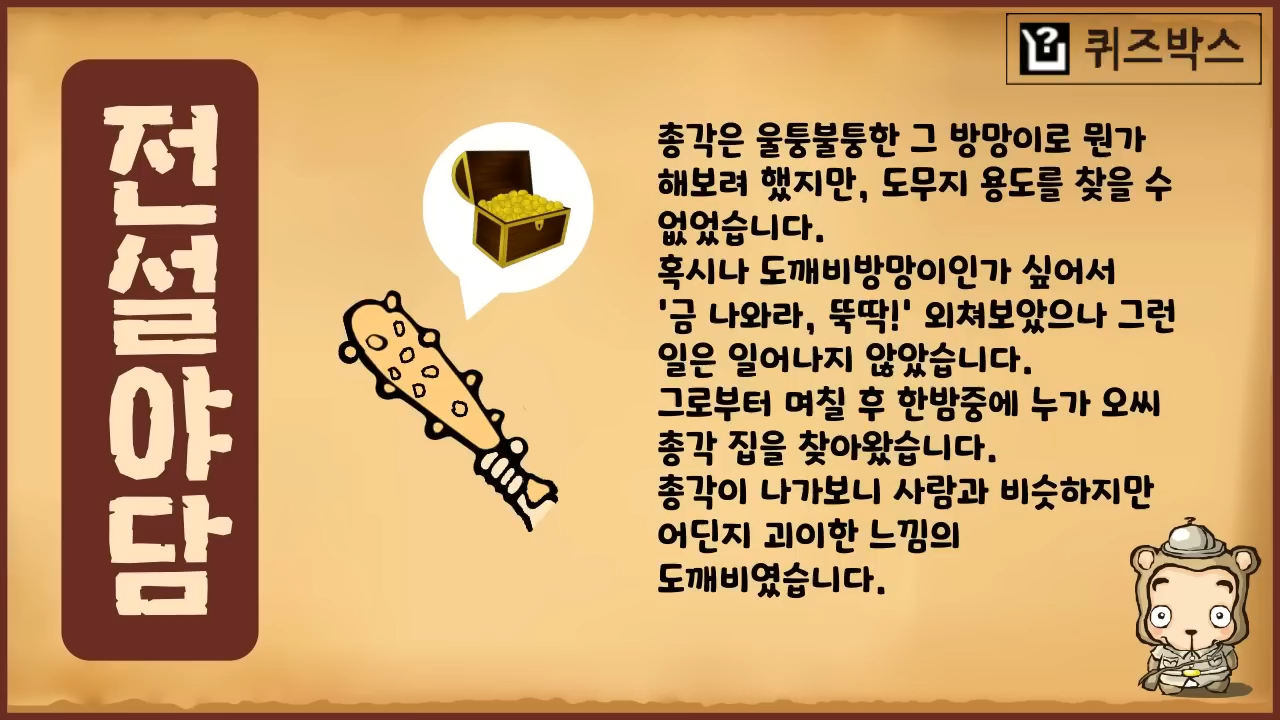 퀴즈박스
전설야담
총각은 울퉁불퉁한 그 방망이로 뭔가
해보려 했지만, 도무지 용도를 찾을 수
없었습니다.
혹시나 도깨비방망이인가 싶어서
'금 나와라, 뚝딱!' 외쳐보았으나 그런
일은 일어나지 않았습니다.
그로부터 며칠 후 한밤중에 누가 오씨
총각 집을 찾아왔습니다.
총각이 나가보니 사람과 비슷하지만
어딘지 괴이한 느낌의
도깨비였습니다.